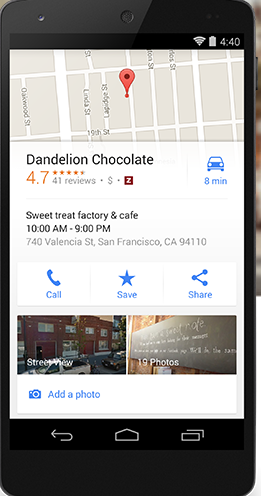 4:40
Oakwood St
Linda St
Lapidge St
19th St
Dandelion Chocolate
4.7 41 reviews • $ • Z
8 min
Sweet treat factory & cafe
10:00 AM - 9:00 PM
740 Valencia St, San Francisco, CA 94110
Call Save Share
Street View 19 Photos
Add a photo